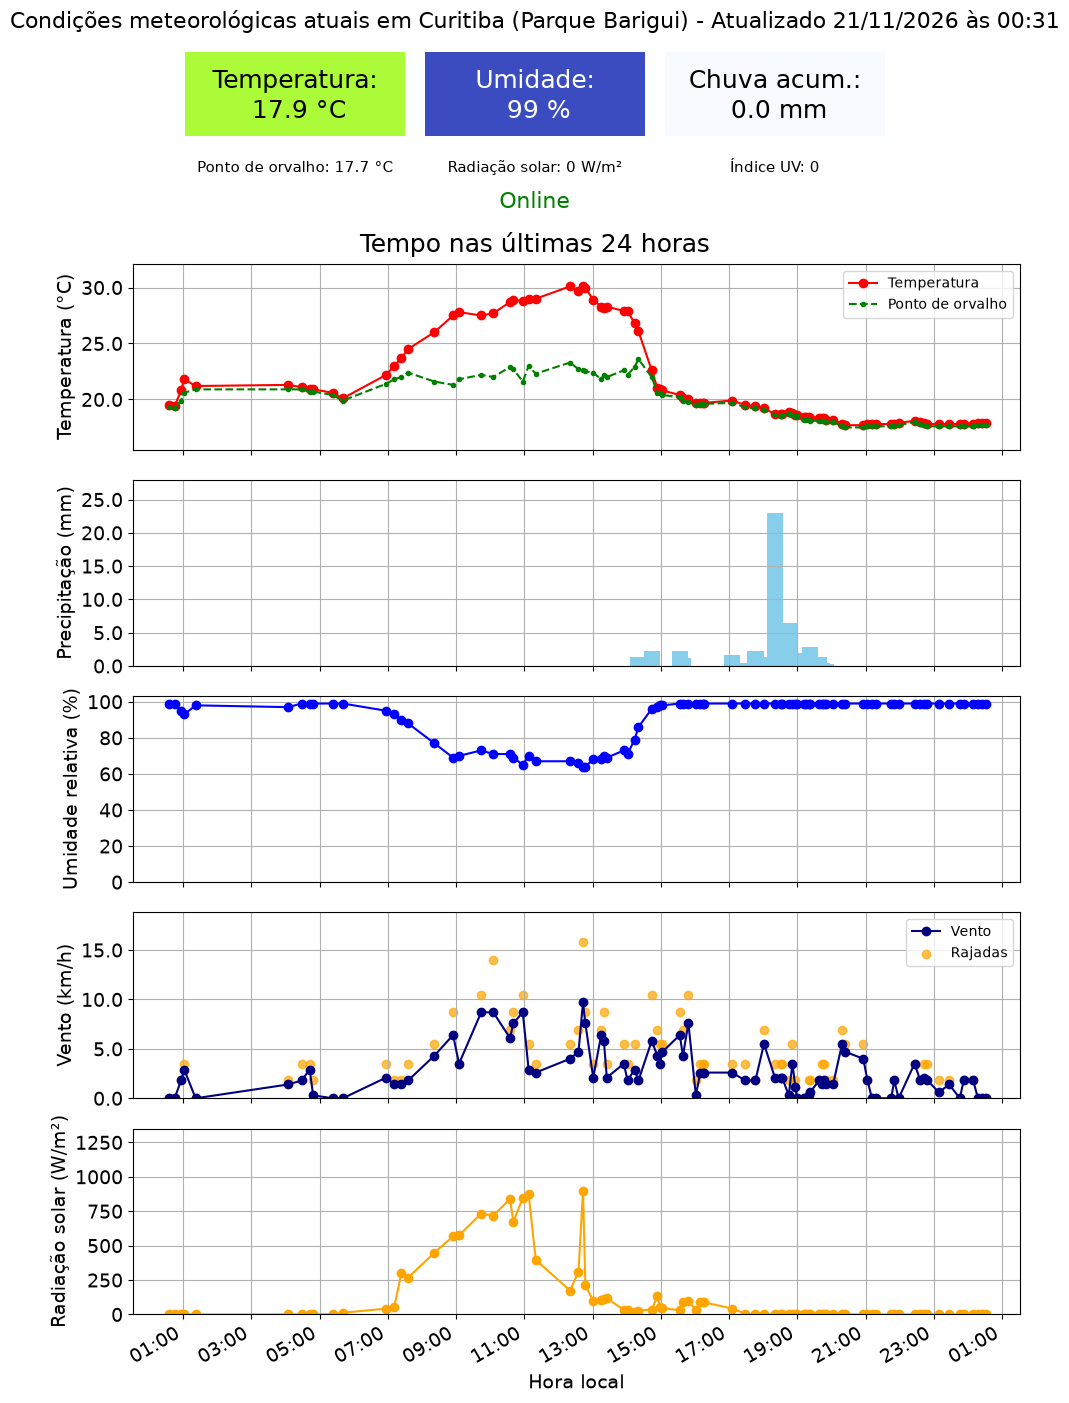 Condições meteorológicas atuais em Curitiba (Parque Barigui) - Atualizado 21/11/2026 às 00:31
Temperatura:
17.9 °C
Umidade:
99 %
Chuva acum.:
0.0 mm
Ponto de orvalho: 17.7 °C
Radiação solar: 0 W/m²
Índice UV: 0
Online
Tempo nas últimas 24 horas
Temperatura (°C)
30.0
25.0
20.0
Temperatura
Ponto de orvalho
Precipitação (mm)
25.0
20.0
15.0
10.0
5.0
0.0
Umidade relativa (%)
100
80
60
40
20
0
Vento (km/h)
15.0
10.0
5.0
0.0
Vento
Rajadas
Radiação solar (W/m²)
1250
1000
750
500
250
0
01:00
03:00
05:00
07:00
09:00
11:00
13:00
15:00
17:00
19:00
21:00
23:00
01:00
Hora local